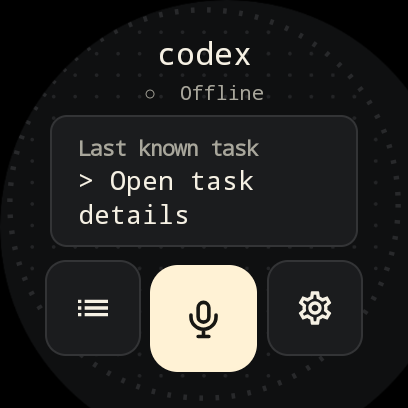 codex
○ Offline
Last known task
> Open task
details